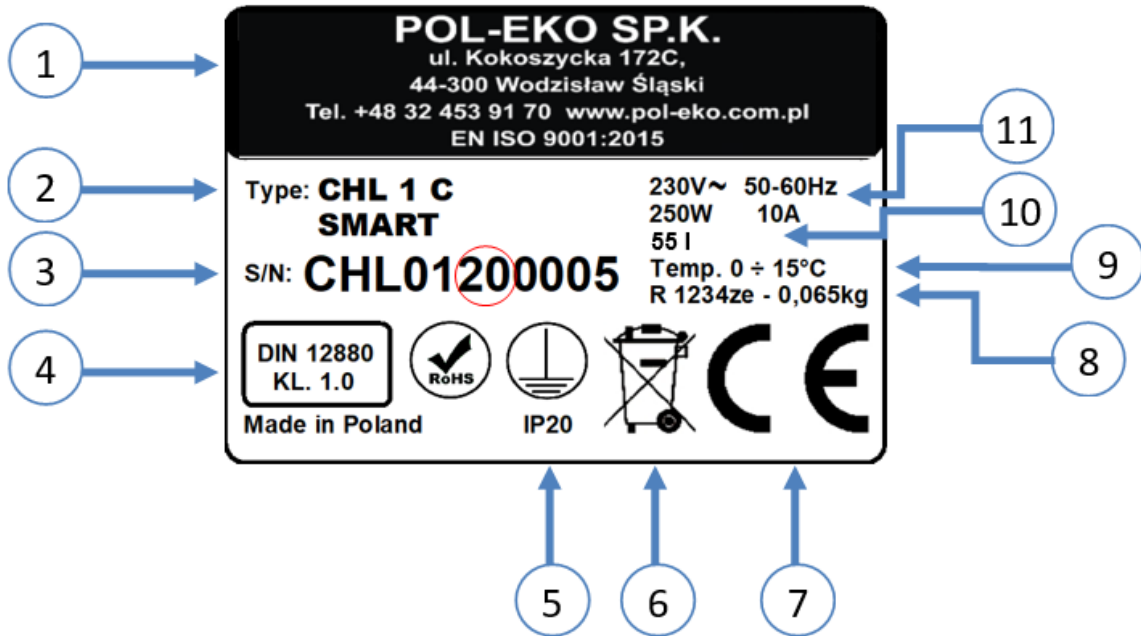 POL-EKO SP.K.
ul. Kokoszycka 172C,
44-300 Wodzisław Śląski
Tel. +48 32 453 91 70 www.pol-eko.com.pl
EN ISO 9001:2015
1
2
3
4
Type: CHL 1 C
SMART
S/N: CHL01200005
230V~ 50-60Hz
250W 10A
55 l
Temp. 0 ÷ 15°C
R 1234ze - 0,065kg
11
10
9
8
DIN 12880
KL. 1.0
RoHS
CE
Made in Poland
IP20
5
6
7